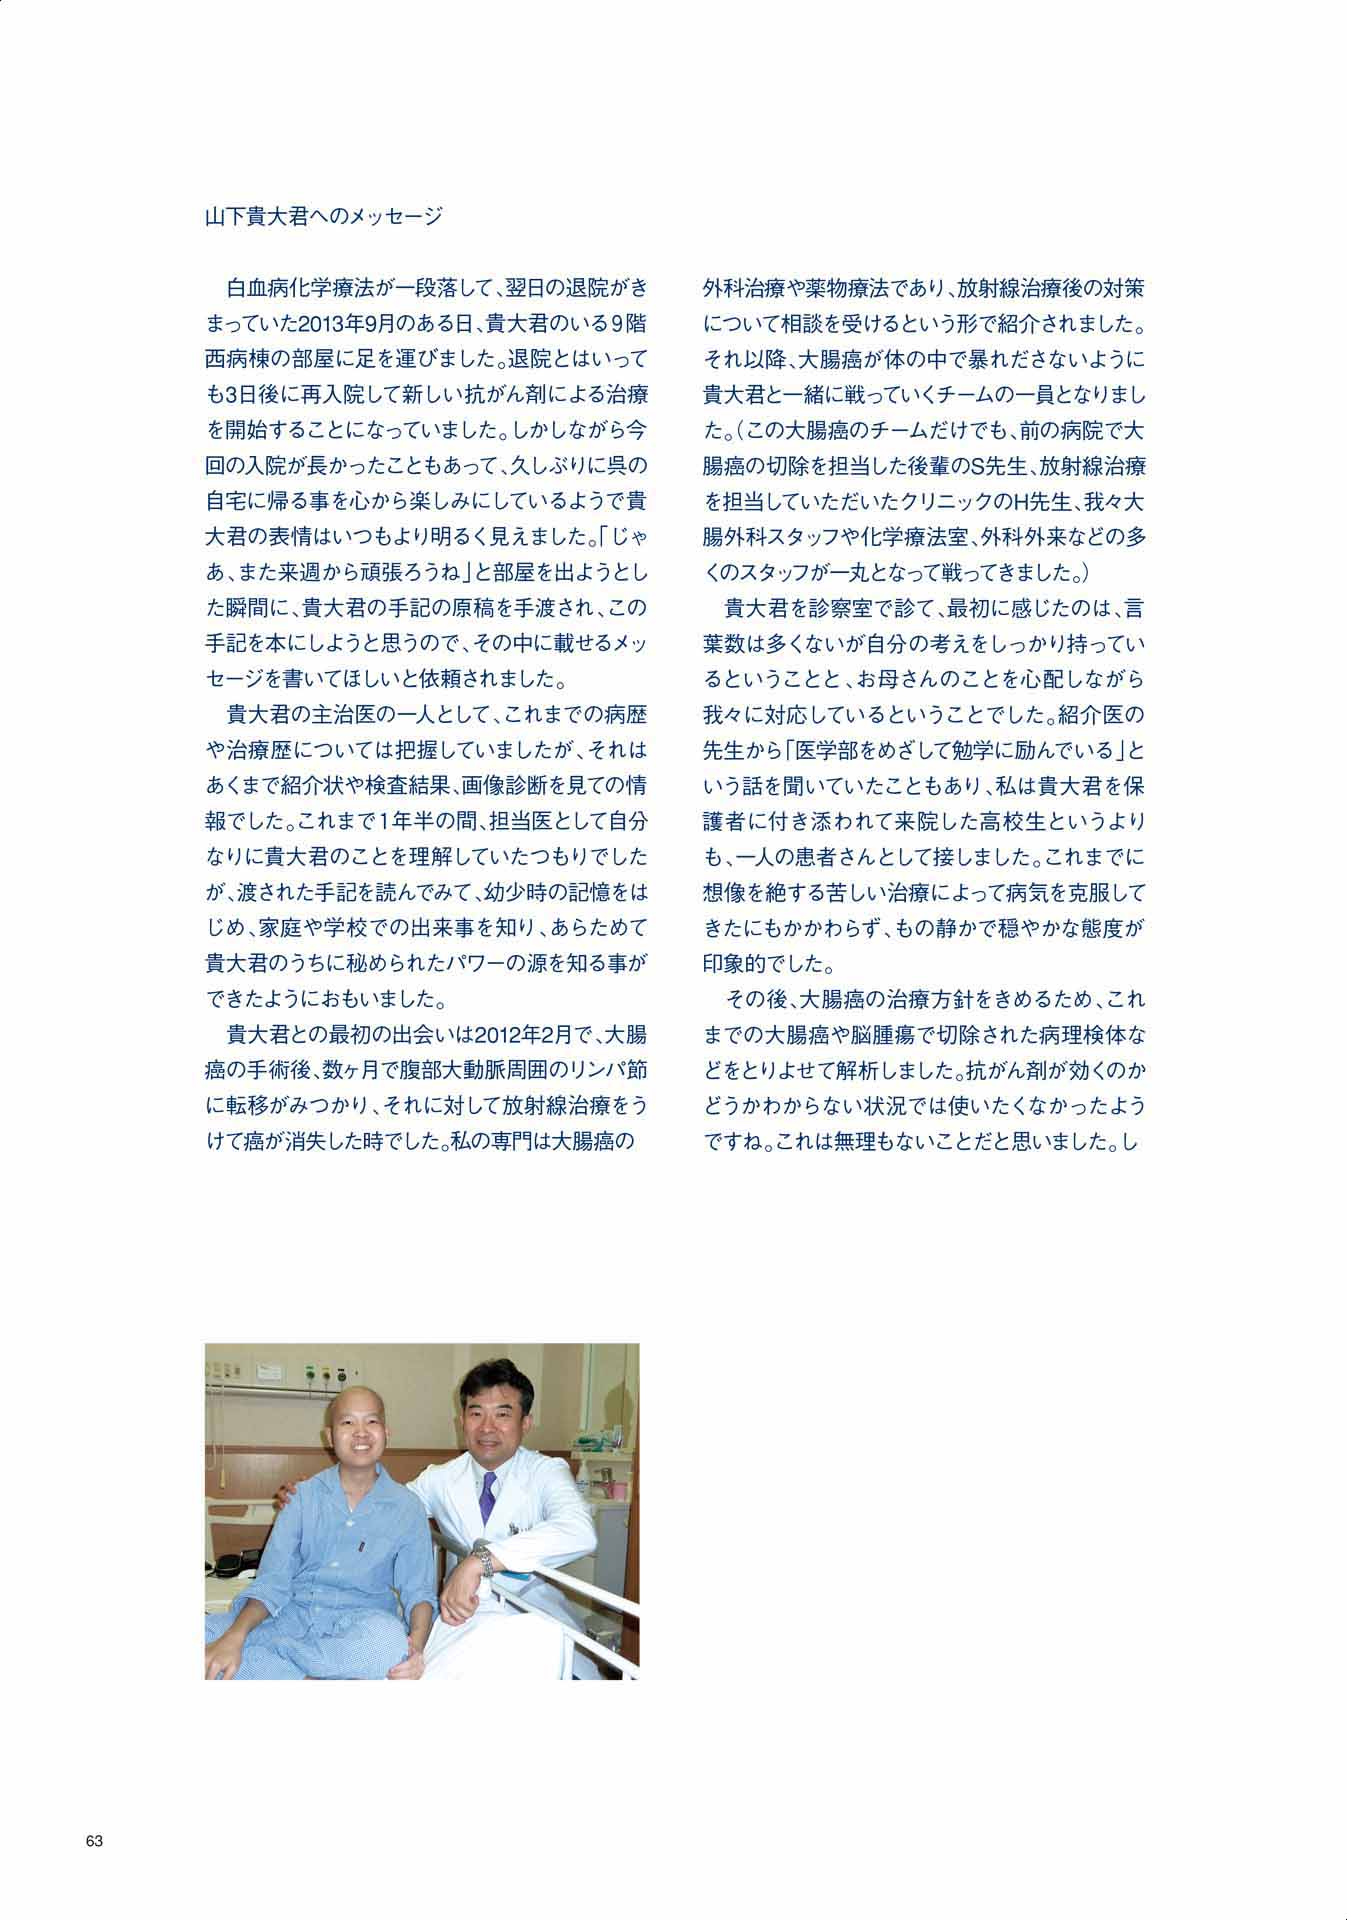 山下貴大君へのメッセージ
白血病化学療法が一段落して、翌日の退院がき
まっていた2013年9月のある日、貴大君のいる9階
西病棟の部屋に足を運びました。退院とはいって
も3日後に再入院して新しい抗がん剤による治療
を開始することになっていました。しかしながら今
回の入院が長かったこともあって、久しぶりに呉の
自宅に帰る事を心から楽しみにしているようで貴
大君の表情はいつもより明るく見えました。「じゃ
あ、また来週から頑張ろうね」と部屋を出ようとし
た瞬間に、貴大君の手記の原稿を手渡され、この
手記を本にしようと思うので、その中に載せるメッ
セージを書いてほしいと依頼されました。
貴大君の主治医の一人として、これまでの病歴
や治療歴については把握していましたが、それは
あくまで紹介状や検査結果、画像診断を見ての情
報でした。これまで1年半の間、担当医として自分
なりに貴大君のことを理解していたつもりでした
が、渡された手記を読んでみて、幼少時の記憶をは
じめ、家庭や学校での出来事を知り、あらためて
貴大君のうちに秘められたパワーの源を知る事が
できたようにおもいました。
貴大君との最初の出会いは2012年2月で、大腸
癌の手術後、数ヶ月で腹部大動脈周囲のリンパ節
に転移がみつかり、それに対して放射線治療をう
けて癌が消失した時でした。私の専門は大腸癌の
外科治療や薬物療法であり、放射線治療後の対策
について相談を受けるという形で紹介されました。
それ以降、大腸癌が体の中で暴れださないように
貴大君と一緒に戦っていくチームの一員となりまし
た。（この大腸癌のチームだけでも、前の病院で大
腸癌の切除を担当した後輩のS先生、放射線治療
を担当していただいたクリニックのH先生、我々大
腸外科スタッフや化学療法室、外科外来などの多
くのスタッフが一丸となって戦ってきました。）
貴大君を診察室で診て、最初に感じたのは、言
葉数は多くないが自分の考えをしっかり持ってい
るということと、お母さんのことを心配しながら
我々に対応しているということでした。紹介医の
先生から「医学部をめざして勉学に励んでいる」と
いう話を聞いていたこともあり、私は貴大君を保
護者に付き添われて来院した高校生というより
も、一人の患者さんとして接しました。これまでに
想像を絶する苦しい治療によって病気を克服して
きたにもかかわらず、もの静かで穏やかな態度が
印象的でした。
その後、大腸癌の治療方針をきめるため、これ
までの大腸癌や脳腫瘍で切除された病理検体な
どをとりよせて解析しました。抗がん剤が効くのか
どうかわからない状況では使いたくなかったよう
ですね。これは無理もないことだと思いました。し
63